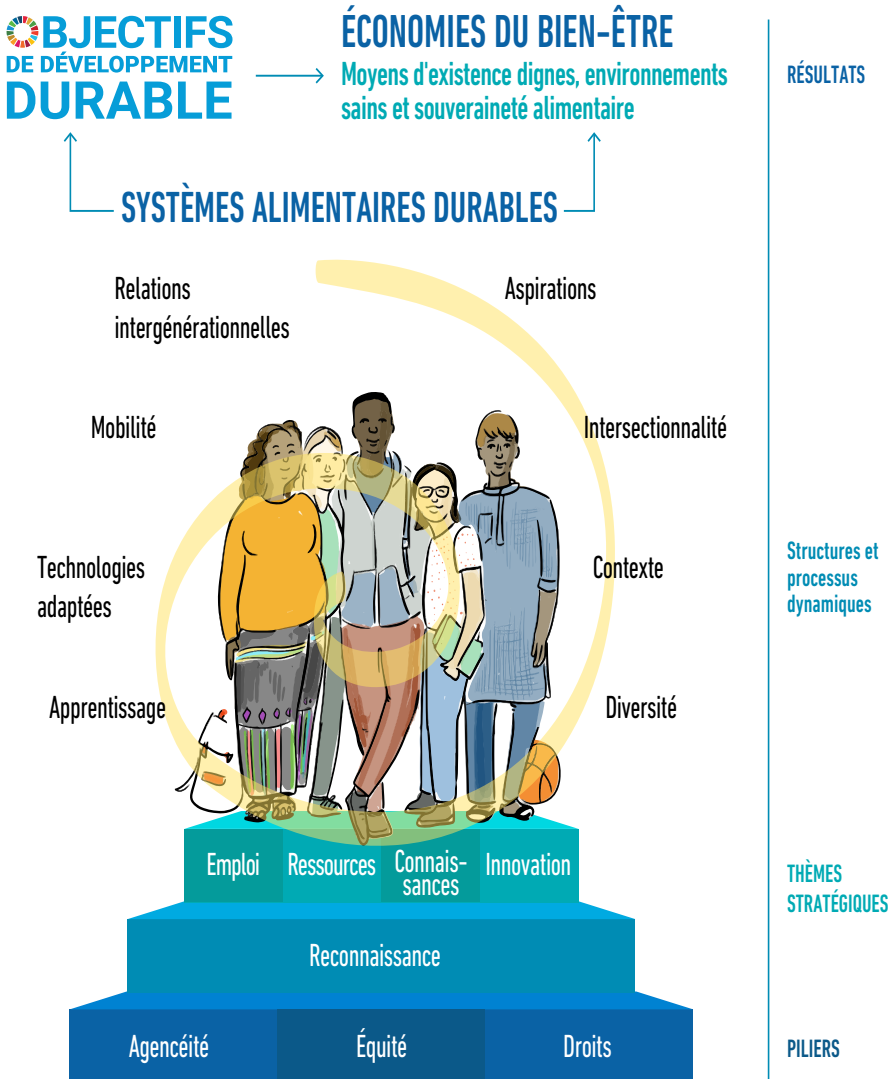 OBJECTIFS
DE DÉVELOPPEMENT
DURABLE
ÉCONOMIES DU BIEN-ÊTRE
Moyens d'existence dignes, environnements
sains et souveraineté alimentaire
RÉSULTATS
SYSTÈMES ALIMENTAIRES DURABLES
Relations
intergénérationnelles
Aspirations
Mobilité
Intersectionnalité
Technologies
adaptées
Contexte
Structures et
processus
dynamiques
Apprentissage
Diversité
Emploi
Ressources
Connais-
sances
Innovation
THÈMES
STRATÉGIQUES
Reconnaissance
Agencéité
Équité
Droits
PILIERS